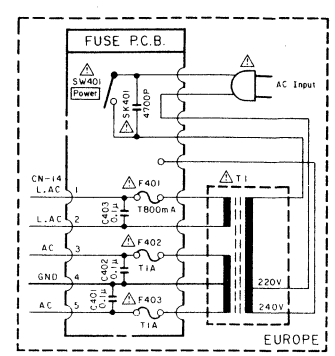 FUSE P.C.B.
SW401
Power
SK401
4700P
AC Input
CN-14
L.AC 1
F401
T800mA
C403
0.1μ
T1
L.AC 2
AC 3
F402
T1A
C402
0.1μ
GND 4
C401
0.1μ
AC 5
F403
T1A
220V
240V
EUROPE